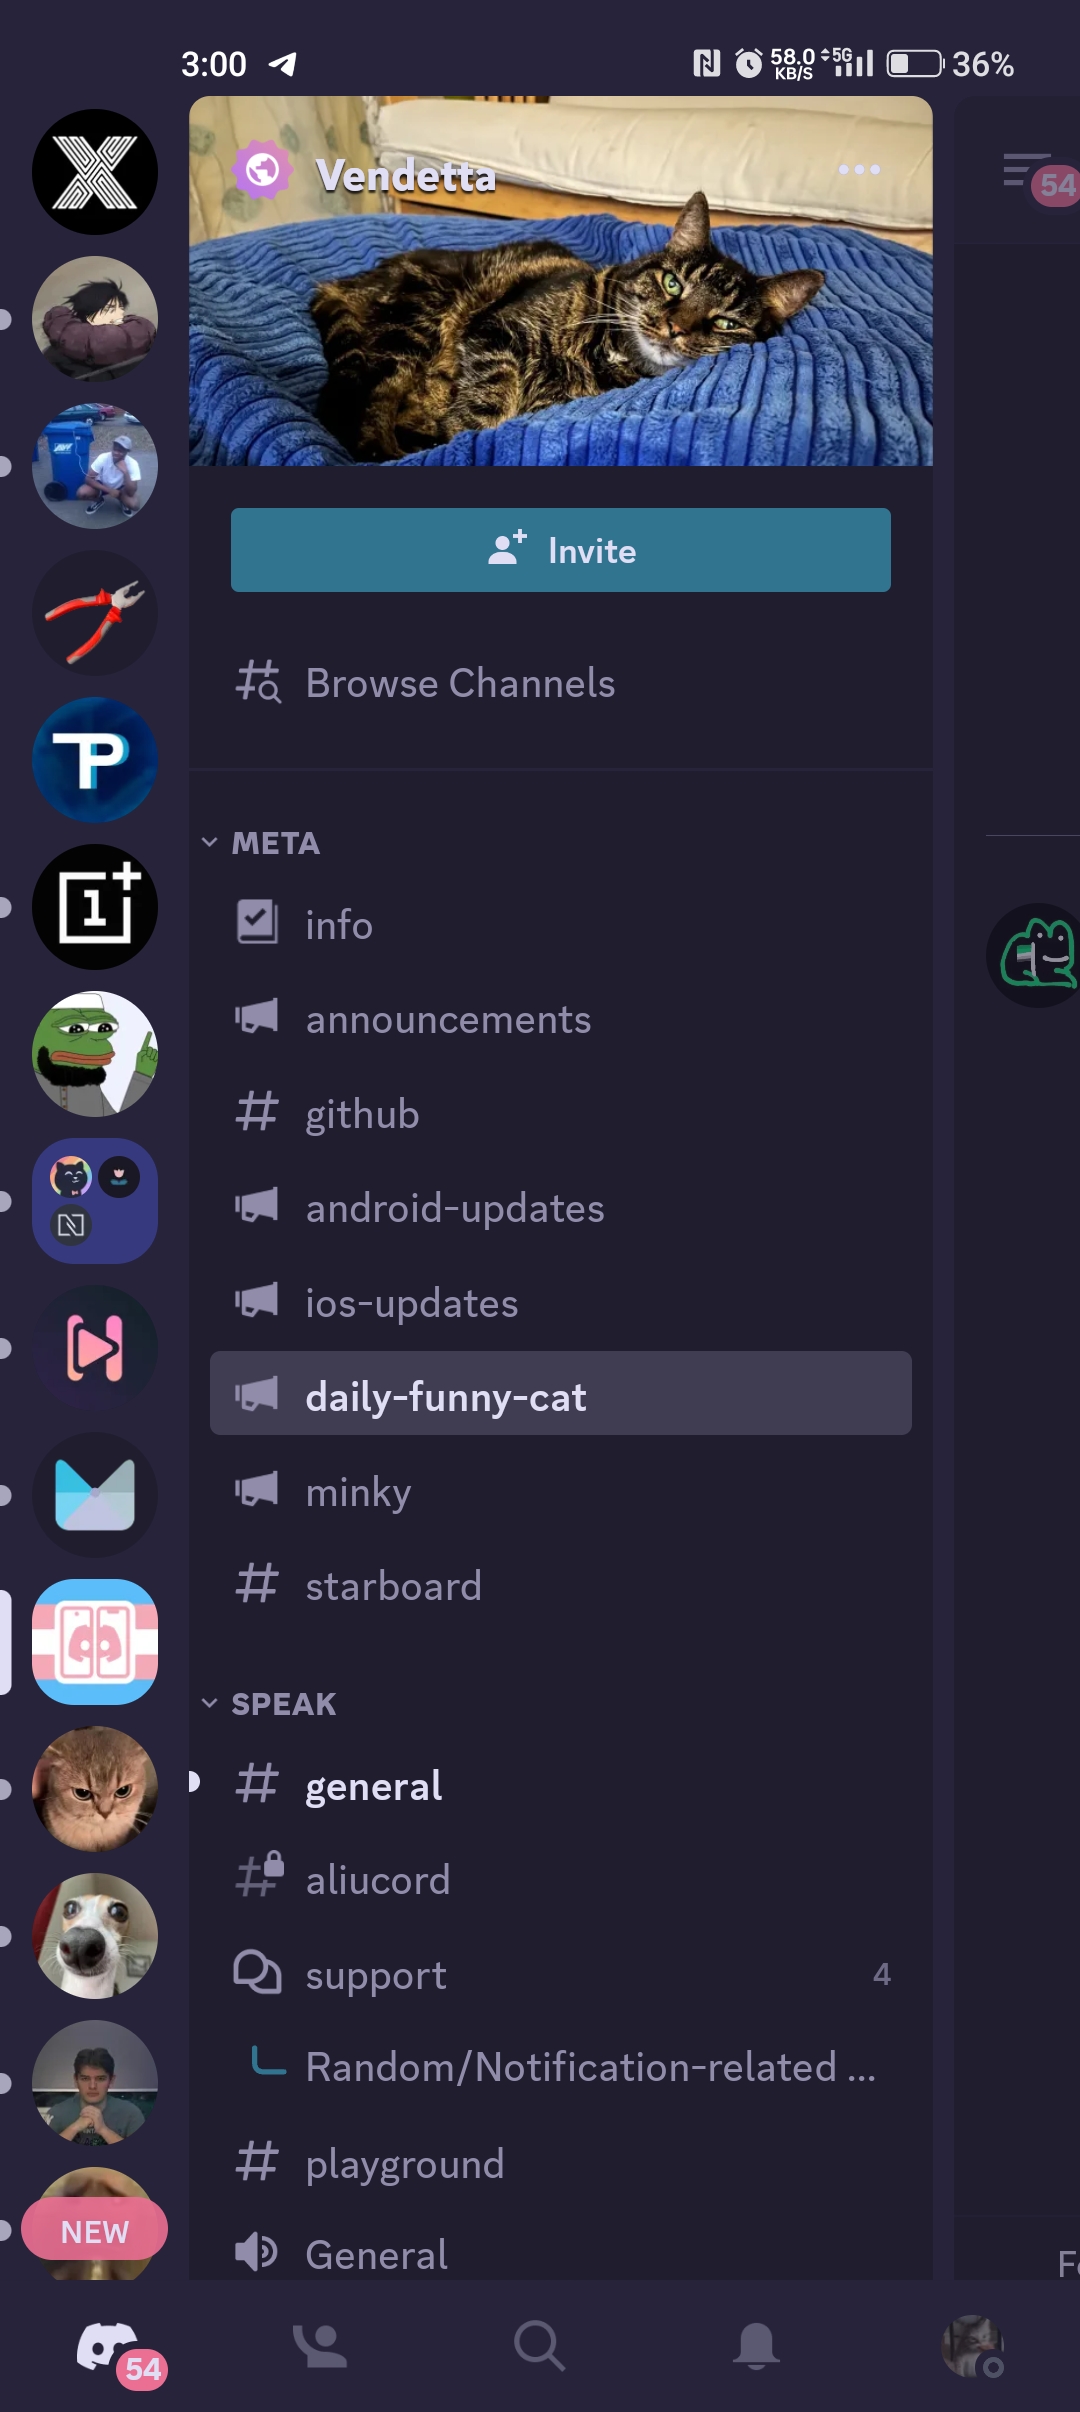 3:00
58.0
KB/S
5G
36%
Vendetta
54
Invite
Browse Channels
META
info
announcements
github
android-updates
ios-updates
daily-funny-cat
minky
starboard
SPEAK
general
aliucord
support
4
Random/Notification-related ...
playground
NEW
General
54